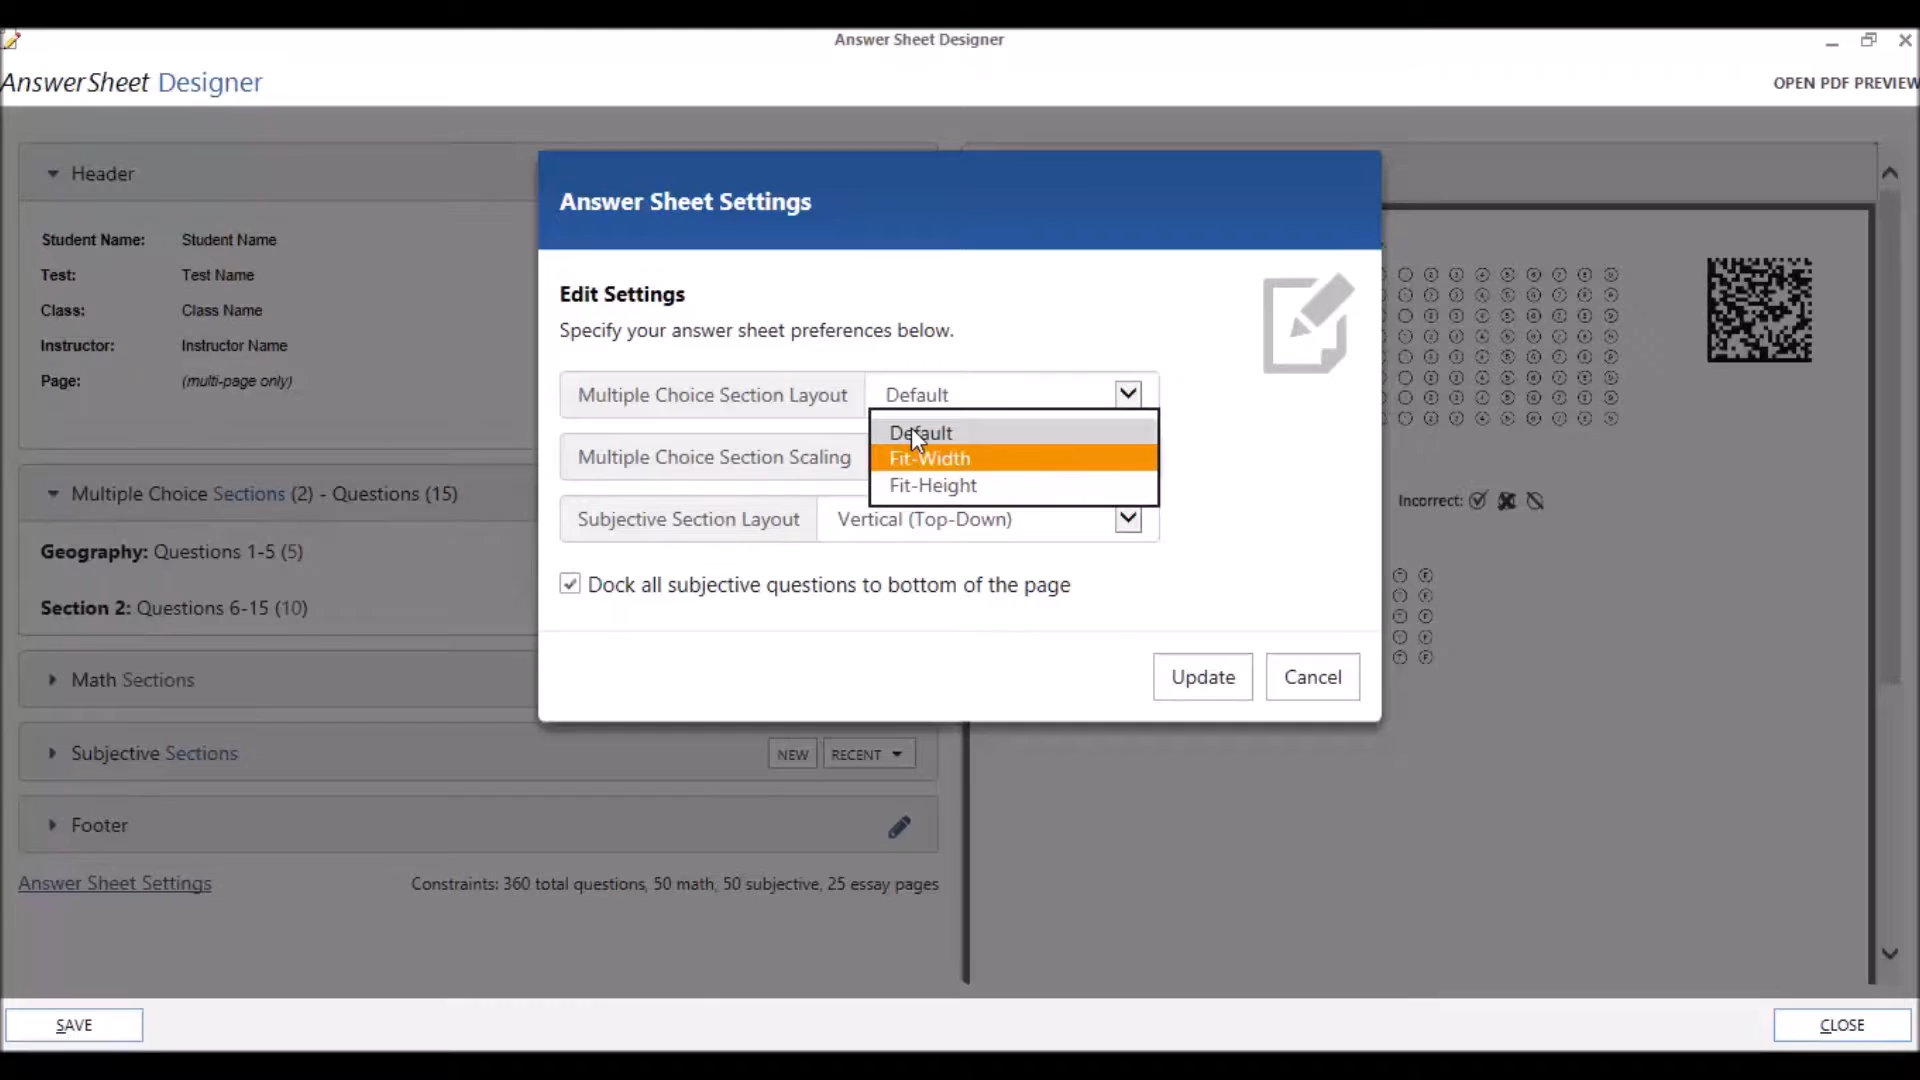 Answer Sheet Designer
AnswerSheet Designer
OPEN PDF PREVIEW
Header
Student Name: Student Name
Test: Test Name
Class: Class Name
Instructor: Instructor Name
Page: (multi-page only)
Multiple Choice Sections (2) - Questions (15)
Geography: Questions 1-5 (5)
Section 2: Questions 6-15 (10)
Math Sections
Subjective Sections
NEW
RECENT
Footer
Answer Sheet Settings
Constraints: 360 total questions, 50 math, 50 subjective, 25 essay pages
Answer Sheet Settings
Edit Settings
Specify your answer sheet preferences below.
Multiple Choice Section Layout
Default
Default
Fit-Width
Fit-Height
Multiple Choice Section Scaling
Subjective Section Layout
Vertical (Top-Down)
Dock all subjective questions to bottom of the page
Update
Cancel
Incorrect:
SAVE
CLOSE